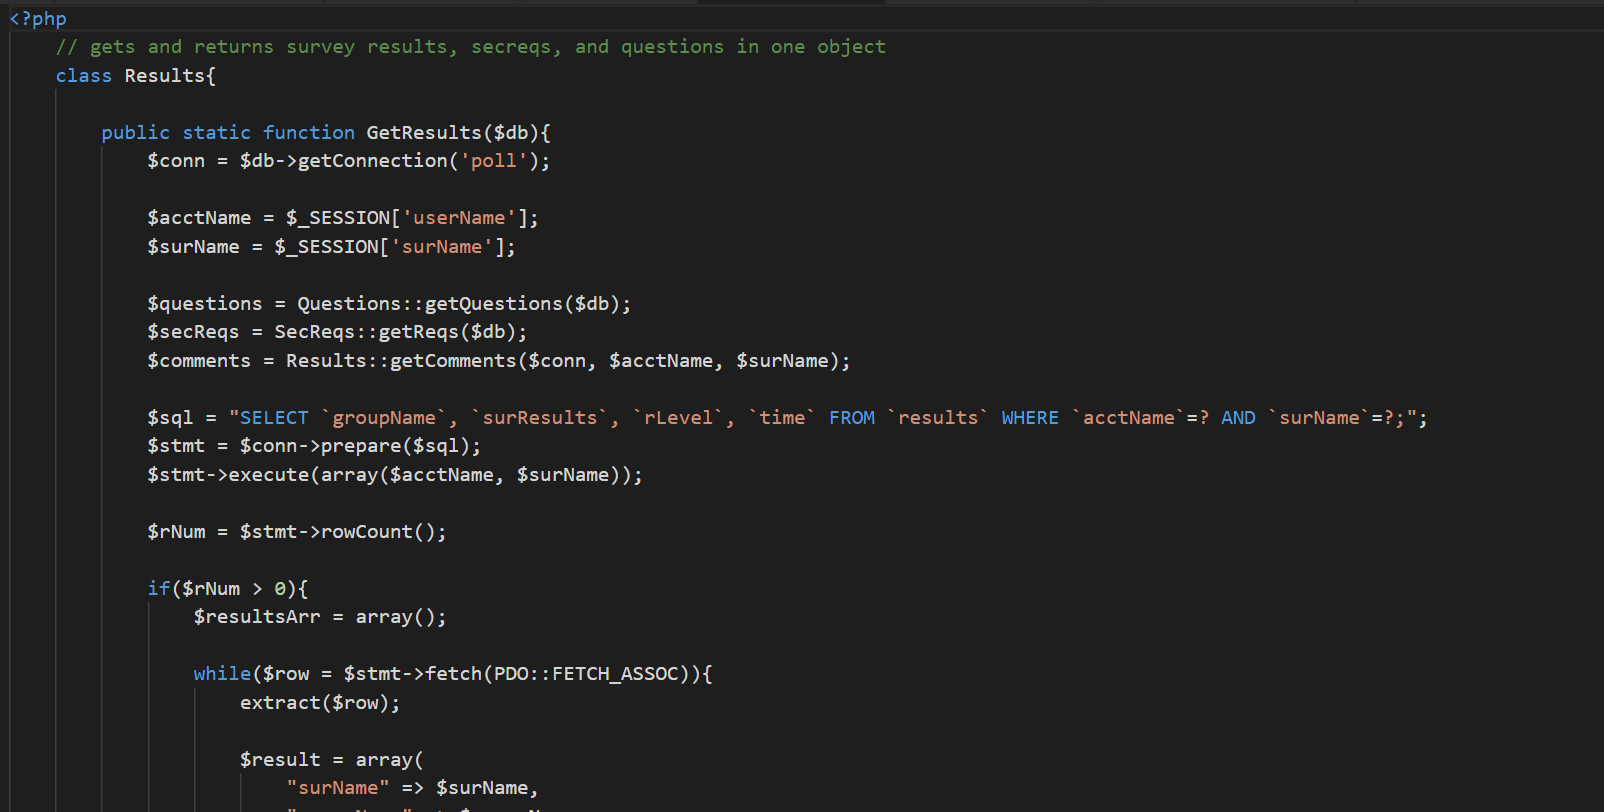 <?php
// gets and returns survey results, secreqs, and questions in one object
class Results{
public static function GetResults($db){
$conn = $db->getConnection('poll');
$acctName = $_SESSION['userName'];
$surName = $_SESSION['surName'];
$questions = Questions::getQuestions($db);
$secReqs = SecReqs::getReqs($db);
$comments = Results::getComments($conn, $acctName, $surName);
$sql = "SELECT `groupName`, `surResults`, `rLevel`, `time` FROM `results` WHERE `acctName`=? AND `surName`=?;";
$stmt = $conn->prepare($sql);
$stmt->execute(array($acctName, $surName));
$rNum = $stmt->rowCount();
if($rNum > 0){
$resultsArr = array();
while($row = $stmt->fetch(PDO::FETCH_ASSOC)){
extract($row);
$result = array(
"surName" => $surName,